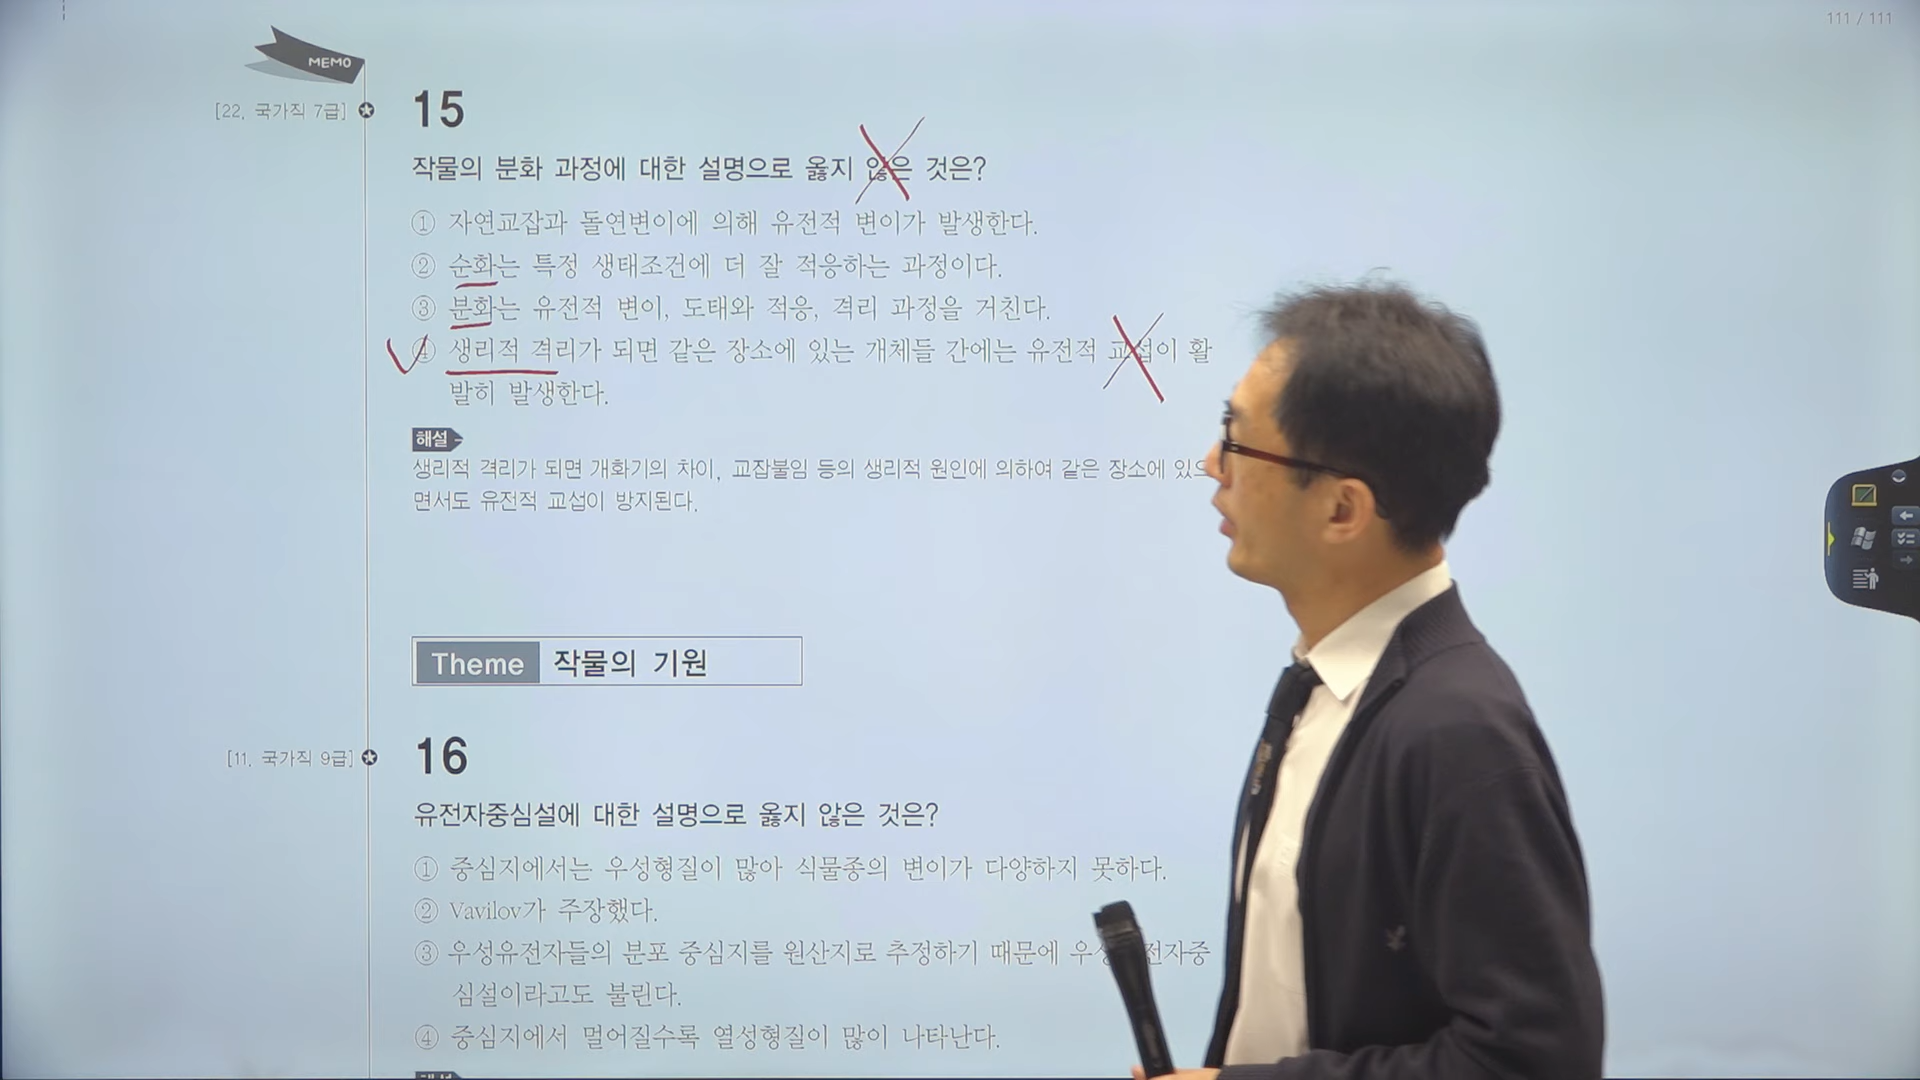 111 / 111
MEMO
[22. 국가직 7급]
15
작물의 분화 과정에 대한 설명으로 옳지 않은 것은?
① 자연교잡과 돌연변이에 의해 유전적 변이가 발생한다.
② 순화는 특정 생태조건에 더 잘 적응하는 과정이다.
③ 분화는 유전적 변이, 도태와 적응, 격리 과정을 거친다.
④ 생리적 격리가 되면 같은 장소에 있는 개체들 간에는 유전적 교섭이 활
발히 발생한다.
해설
생리적 격리가 되면 개화기의 차이, 교잡불임 등의 생리적 원인에 의하여 같은 장소에 있으
면서도 유전적 교섭이 방지된다.
Theme 작물의 기원
[11. 국가직 9급]
16
유전자중심설에 대한 설명으로 옳지 않은 것은?
① 중심지에서는 우성형질이 많아 식물종의 변이가 다양하지 못하다.
② Vavilov가 주장했다.
③ 우성유전자들의 분포 중심지를 원산지로 추정하기 때문에 우성 전자중
심설이라고도 불린다.
④ 중심지에서 멀어질수록 열성형질이 많이 나타난다.